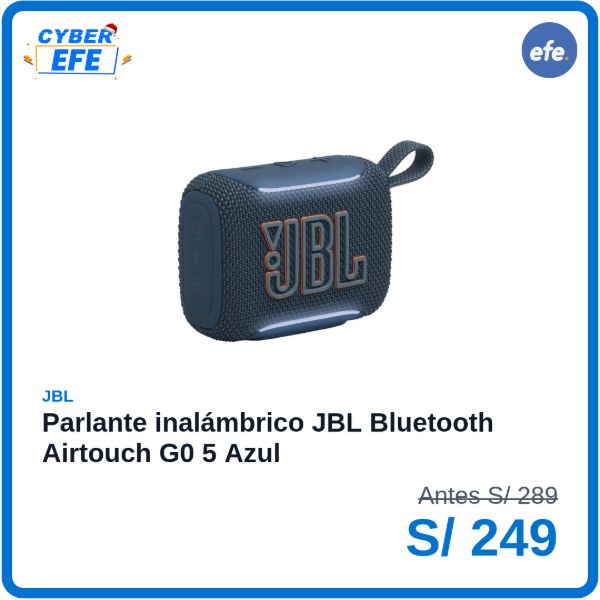 CYBER
EFE
efe.
JBL
JBL
Parlante inalámbrico JBL Bluetooth
Airtouch G0 5 Azul
Antes S/ 289
S/ 249